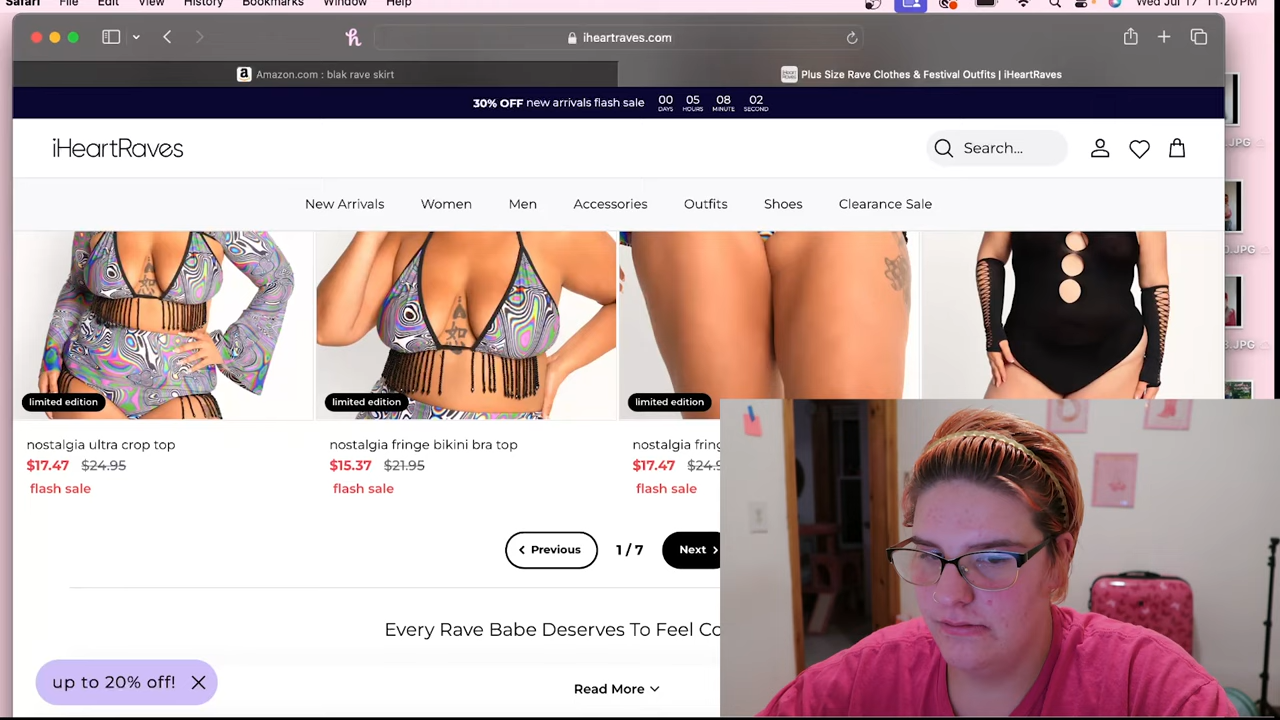 Safari File Edit View History Bookmarks Window Help Wed Jul 17 11:20 PM
iheartraves.com
Amazon.com : blak rave skirt
Plus Size Rave Clothes & Festival Outfits | iHeartRaves
30% OFF new arrivals flash sale 00 05 08 02
DAYS HOURS MINUTE SECOND
iHeartRaves
Search...
New Arrivals Women Men Accessories Outfits Shoes Clearance Sale
.JPG
.JPG
.JPG
limited edition limited edition limited edition
nostalgia ultra crop top nostalgia fringe bikini bra top nostalgia
$17.47 $24.95 $15.37 $21.95 $17.47
flash sale flash sale flash sale
Previous 1 / 7 Next
Every Rave Babe Deserves To Feel
up to 20% off!
Read More